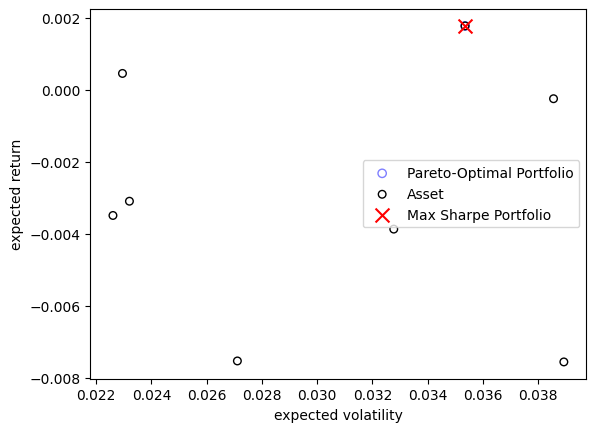 0.002
0.000
−0.002
−0.004
−0.006
−0.008
expected return
Pareto-Optimal Portfolio
Asset
Max Sharpe Portfolio
0.022 0.024 0.026 0.028 0.030 0.032 0.034 0.036 0.038
expected volatility